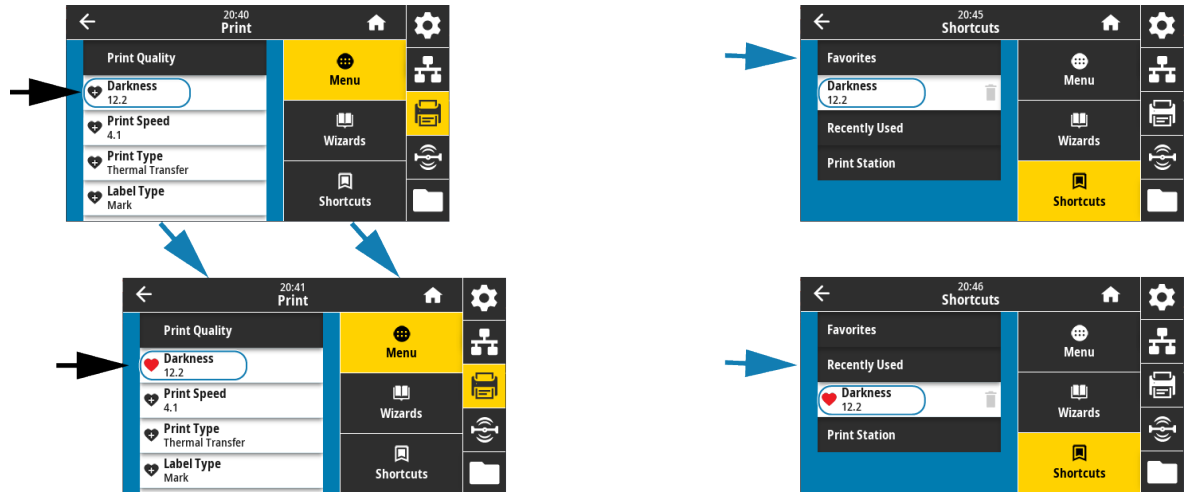 20:40
Print
Print Quality
Darkness
12.2
Print Speed
4.1
Print Type
Thermal Transfer
Label Type
Mark
Menu
Wizards
Shortcuts
20:45
Shortcuts
Favorites
Darkness
12.2
Recently Used
Print Station
Menu
Wizards
Shortcuts
20:41
Print
Print Quality
Darkness
12.2
Print Speed
4.1
Print Type
Thermal Transfer
Label Type
Mark
Menu
Wizards
Shortcuts
20:46
Shortcuts
Favorites
Recently Used
Darkness
12.2
Print Station
Menu
Wizards
Shortcuts